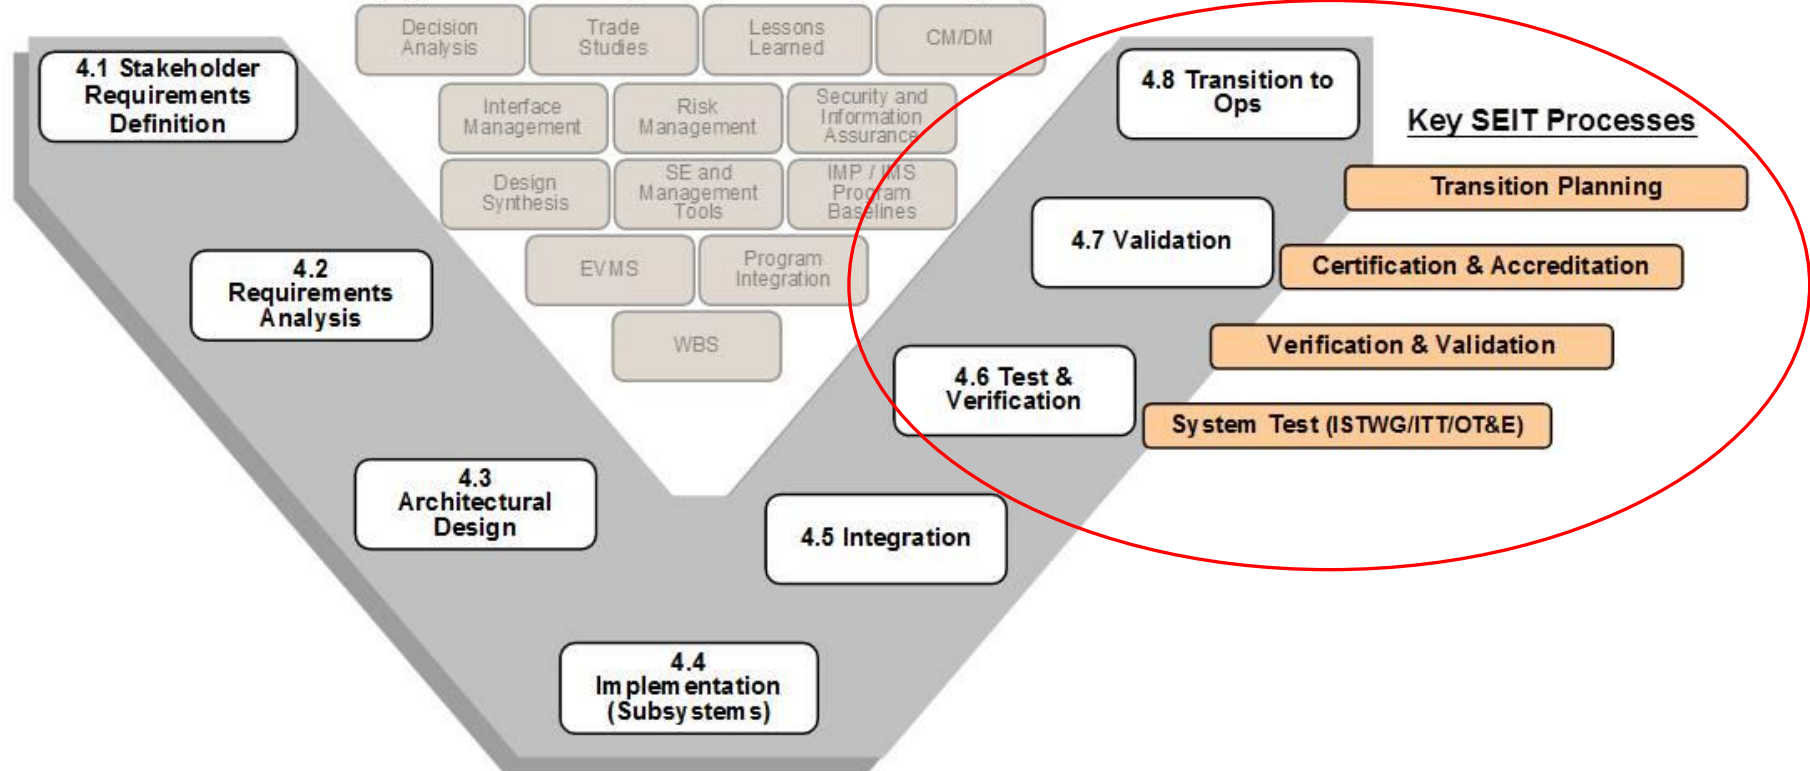 Decision
Analysis
Trade
Studies
Lessons
Learned
CM/DM
4.1 Stakeholder
Requirements
Definition
4.8 Transition to
Ops
Interface
Management
Risk
Management
Security and
Information
Assurance
Key SEIT Processes
Design
Synthesis
SE and
Management
Tools
IMP / IMS
Program
Baselines
Transition Planning
4.7 Validation
4.2
Requirements
Analysis
EVMS
Program
Integration
Certification & Accreditation
WBS
Verification & Validation
4.6 Test &
Verification
System Test (ISTWG/ITT/OT&E)
4.3
Architectural
Design
4.5 Integration
4.4
Implementation
(Subsystems)